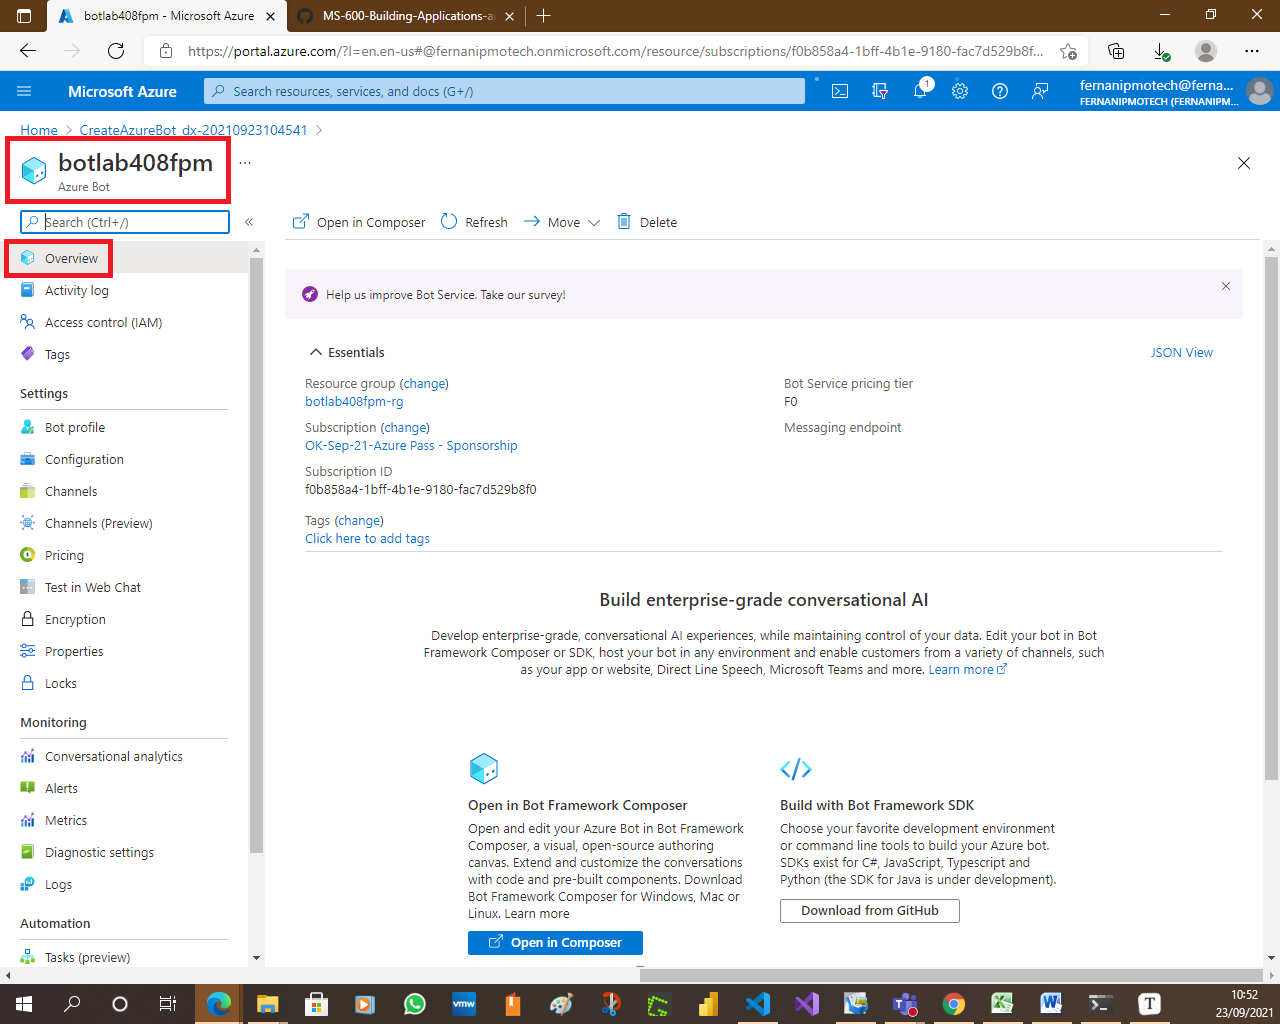 botlab408fpm - Microsoft Azure
MS-600-Building-Applications-a
https://portal.azure.com/?l=en.en-us#@fernanipmotech.onmicrosoft.com/resource/subscriptions/f0b858a4-1bff-4b1e-9180-fac7d529b8f...
Microsoft Azure
Search resources, services, and docs (G+/)
1
fernanipmotech@ferna...
FERNANIPMOTECH (FERNANIPM...
Home > CreateAzureBot_dx-20210923104541 >
botlab408fpm ...
Azure Bot
Search (Ctrl+/)
«
Open in Composer
Refresh
Move
Delete
Overview
Activity log
Access control (IAM)
Tags
Settings
Bot profile
Configuration
Channels
Channels (Preview)
Pricing
Test in Web Chat
Encryption
Properties
Locks
Monitoring
Conversational analytics
Alerts
Metrics
Diagnostic settings
Logs
Automation
Tasks (preview)
Help us improve Bot Service. Take our survey!
Essentials
JSON View
Resource group (change)
botlab408fpm-rg
Subscription (change)
OK-Sep-21-Azure Pass - Sponsorship
Subscription ID
f0b858a4-1bff-4b1e-9180-fac7d529b8f0
Tags (change)
Click here to add tags
Bot Service pricing tier
F0
Messaging endpoint
Build enterprise-grade conversational AI
Develop enterprise-grade, conversational AI experiences, while maintaining control of your data. Edit your bot in Bot
Framework Composer or SDK, host your bot in any environment and enable customers from a variety of channels, such
as your app or website, Direct Line Speech, Microsoft Teams and more. Learn more
Open in Bot Framework Composer
Open and edit your Azure Bot in Bot Framework
Composer, a visual, open-source authoring
canvas. Extend and customize the conversations
with code and pre-built components. Download
Bot Framework Composer for Windows, Mac or
Linux. Learn more
Open in Composer
Build with Bot Framework SDK
Choose your favorite development environment
or command line tools to build your Azure bot.
SDKs exist for C#, JavaScript, Typescript and
Python (the SDK for Java is under development).
Download from GitHub
vmw
T
10:52
23/09/2021